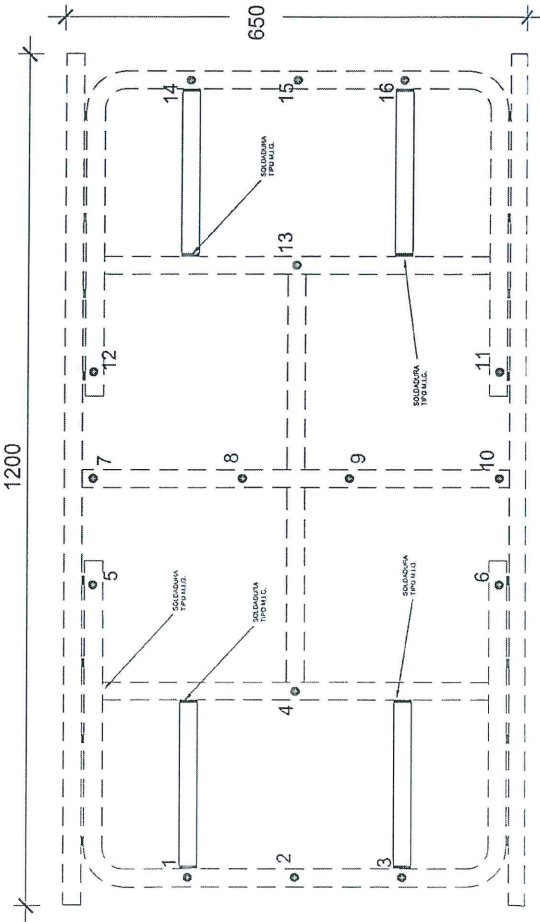 1200
650
14
15
16
SOLDADURA
TIPO M.I.G.
13
12
11
SOLDADURA
TIPO M.I.G.
7
8
9
10
5
6
SOLDADURA
TIPO M.I.G.
SOLDADURA
TIPO M.I.G.
SOLDADURA
TIPO M.I.G.
4
1
2
3